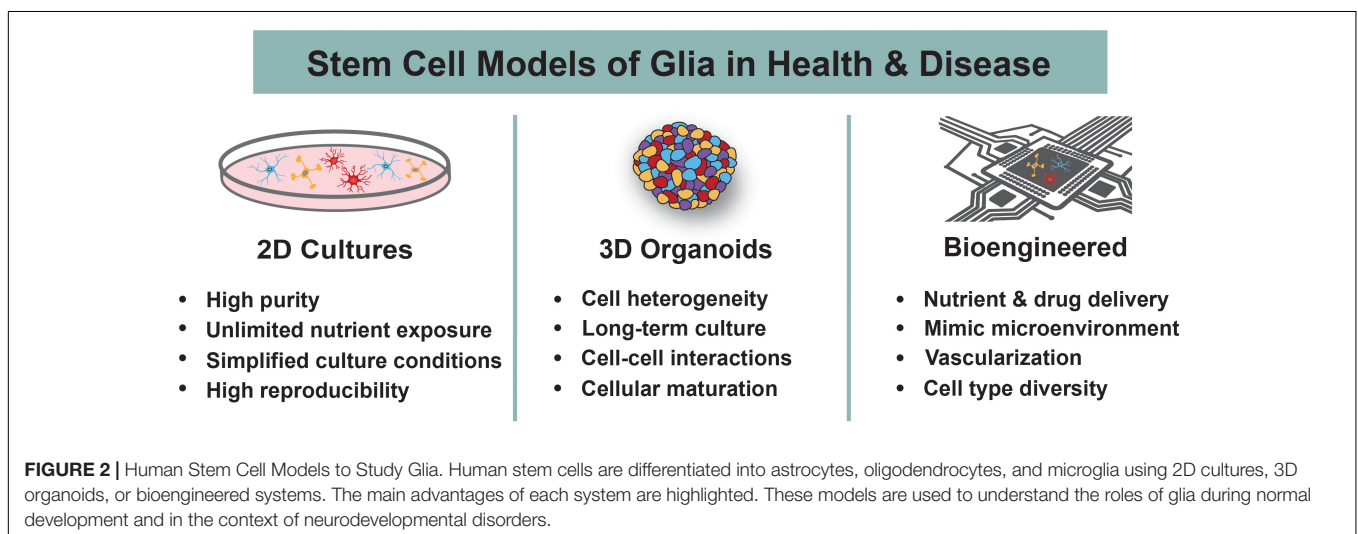 Stem Cell Models of Glia in Health & Disease
2D Cultures
• High purity
• Unlimited nutrient exposure
• Simplified culture conditions
• High reproducibility
3D Organoids
• Cell heterogeneity
• Long-term culture
• Cell-cell interactions
• Cellular maturation
Bioengineered
• Nutrient & drug delivery
• Mimic microenvironment
• Vascularization
• Cell type diversity
FIGURE 2 | Human Stem Cell Models to Study Glia. Human stem cells are differentiated into astrocytes, oligodendrocytes, and microglia using 2D cultures, 3D
organoids, or bioengineered systems. The main advantages of each system are highlighted. These models are used to understand the roles of glia during normal
development and in the context of neurodevelopmental disorders.